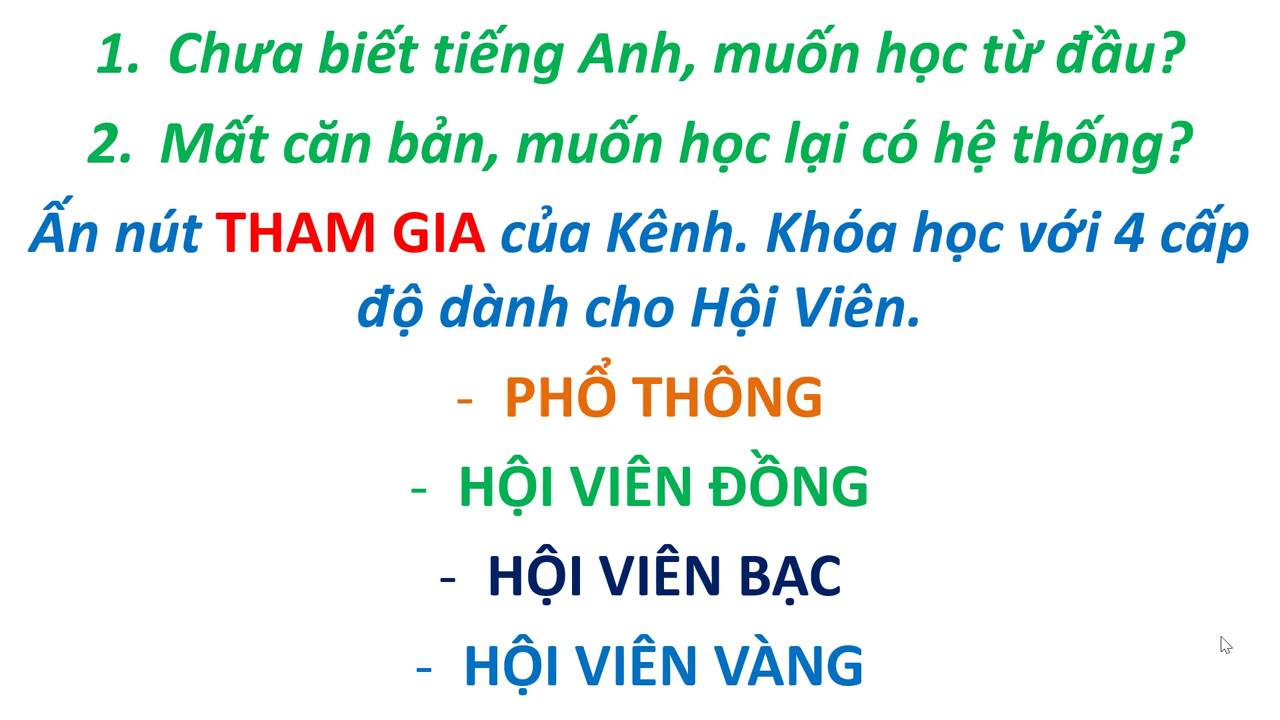 1. Chưa biết tiếng Anh, muốn học từ đầu?
2. Mất căn bản, muốn học lại có hệ thống?
Ấn nút THAM GIA của Kênh. Khóa học với 4 cấp
độ dành cho Hội Viên.
- PHỔ THÔNG
- HỘI VIÊN ĐỒNG
- HỘI VIÊN BẠC
- HỘI VIÊN VÀNG